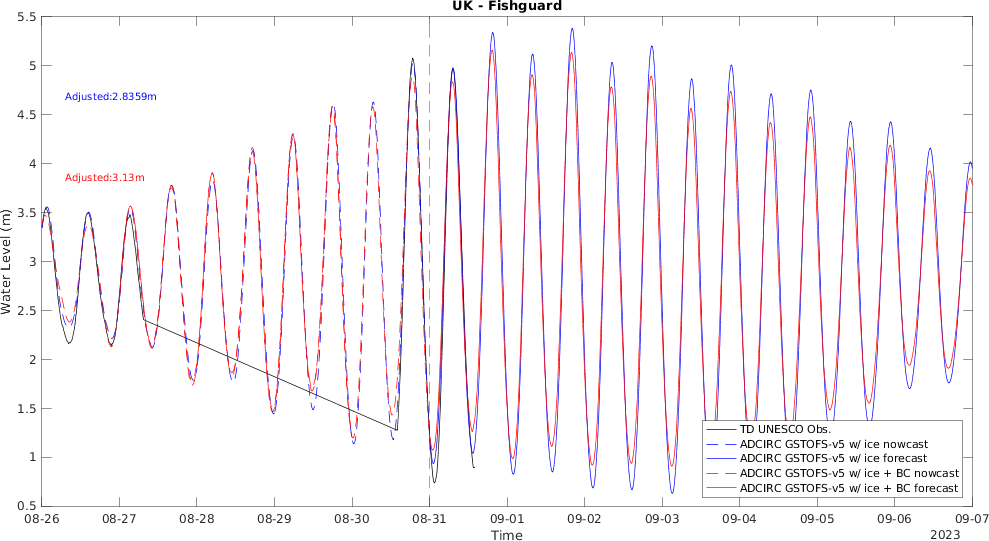 UK - Fishguard
5.5
5
4.5
4
3.5
3
2.5
2
1.5
1
0.5
Water Level (m)
Adjusted:2.8359m
Adjusted:3.13m
TD UNESCO Obs.
ADCIRC GSTOFS-v5 w/ ice nowcast
ADCIRC GSTOFS-v5 w/ ice forecast
ADCIRC GSTOFS-v5 w/ ice + BC nowcast
ADCIRC GSTOFS-v5 w/ ice + BC forecast
08-26 08-27 08-28 08-29 08-30 08-31 09-01 09-02 09-03 09-04 09-05 09-06 09-07
Time
2023